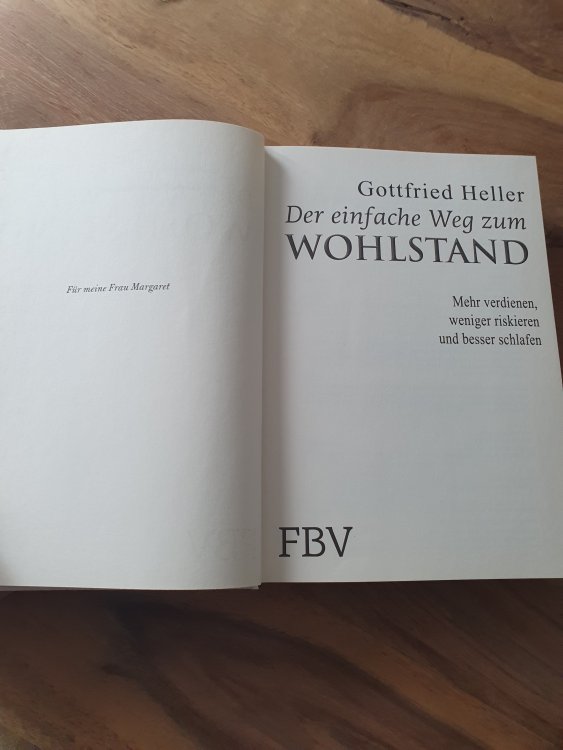 Für meine Frau Margaret
Gottfried Heller
Der einfache Weg zum
WOHLSTAND
Mehr verdienen,
weniger riskieren
und besser schlafen
FBV